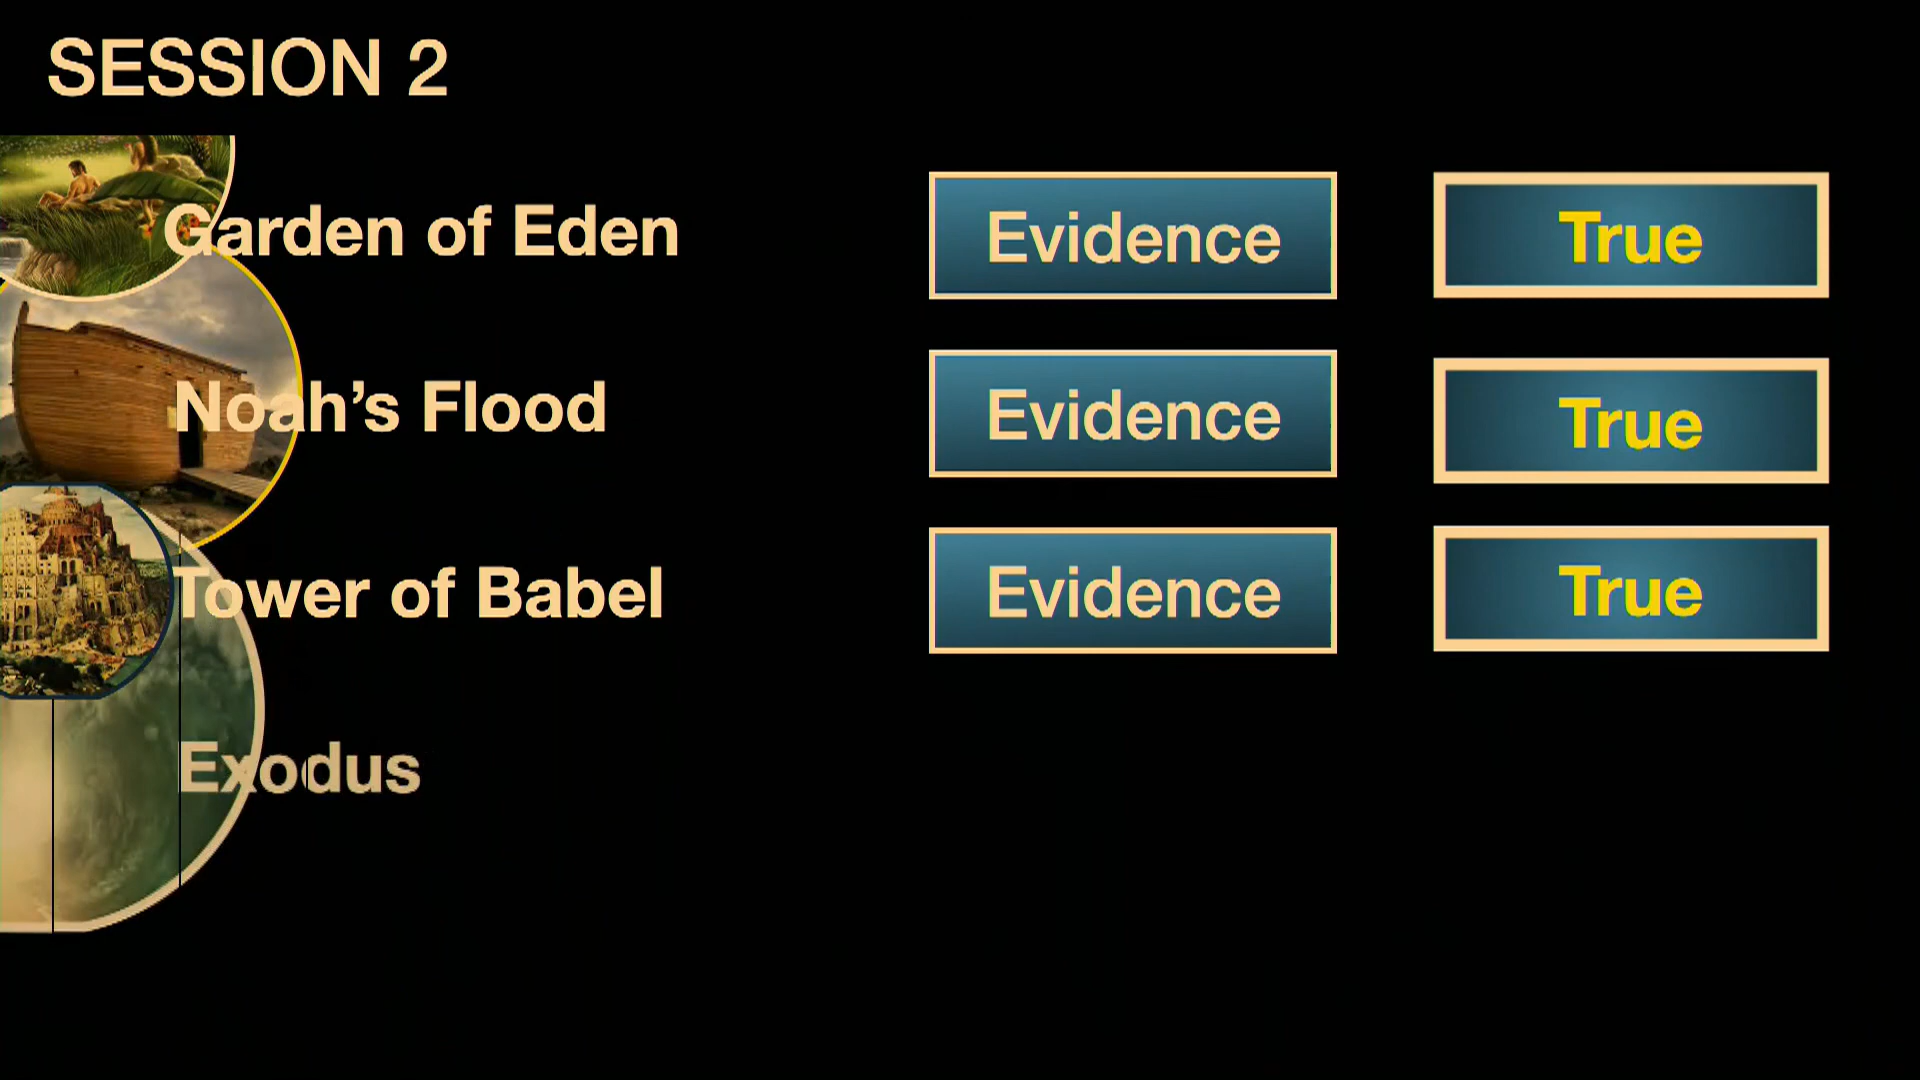 SESSION 2
Garden of Eden Evidence True
Noah’s Flood Evidence True
Tower of Babel Evidence True
Exodus